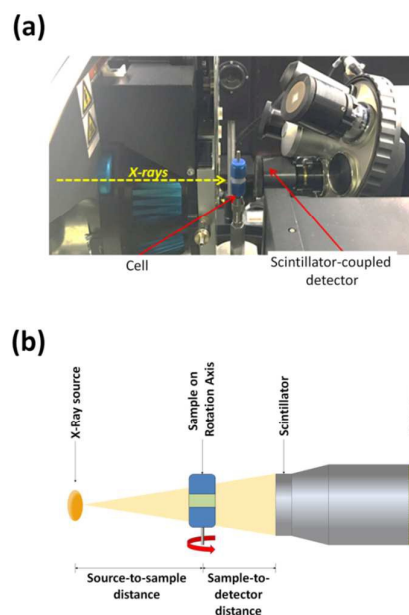 (a)
X-rays
Cell
Scintillator-coupled
detector
(b)
X-Ray source
Sample on
Rotation Axis
Scintillator
Source-to-sample
distance
Sample-to-
detector
distance